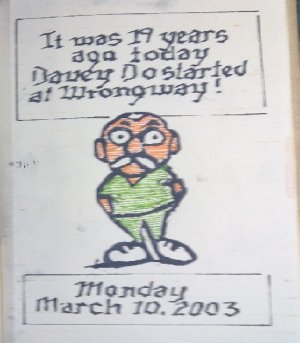 It was 19 years
ago today
Davey Do started
at Wrongway!
Monday
March 10. 2003